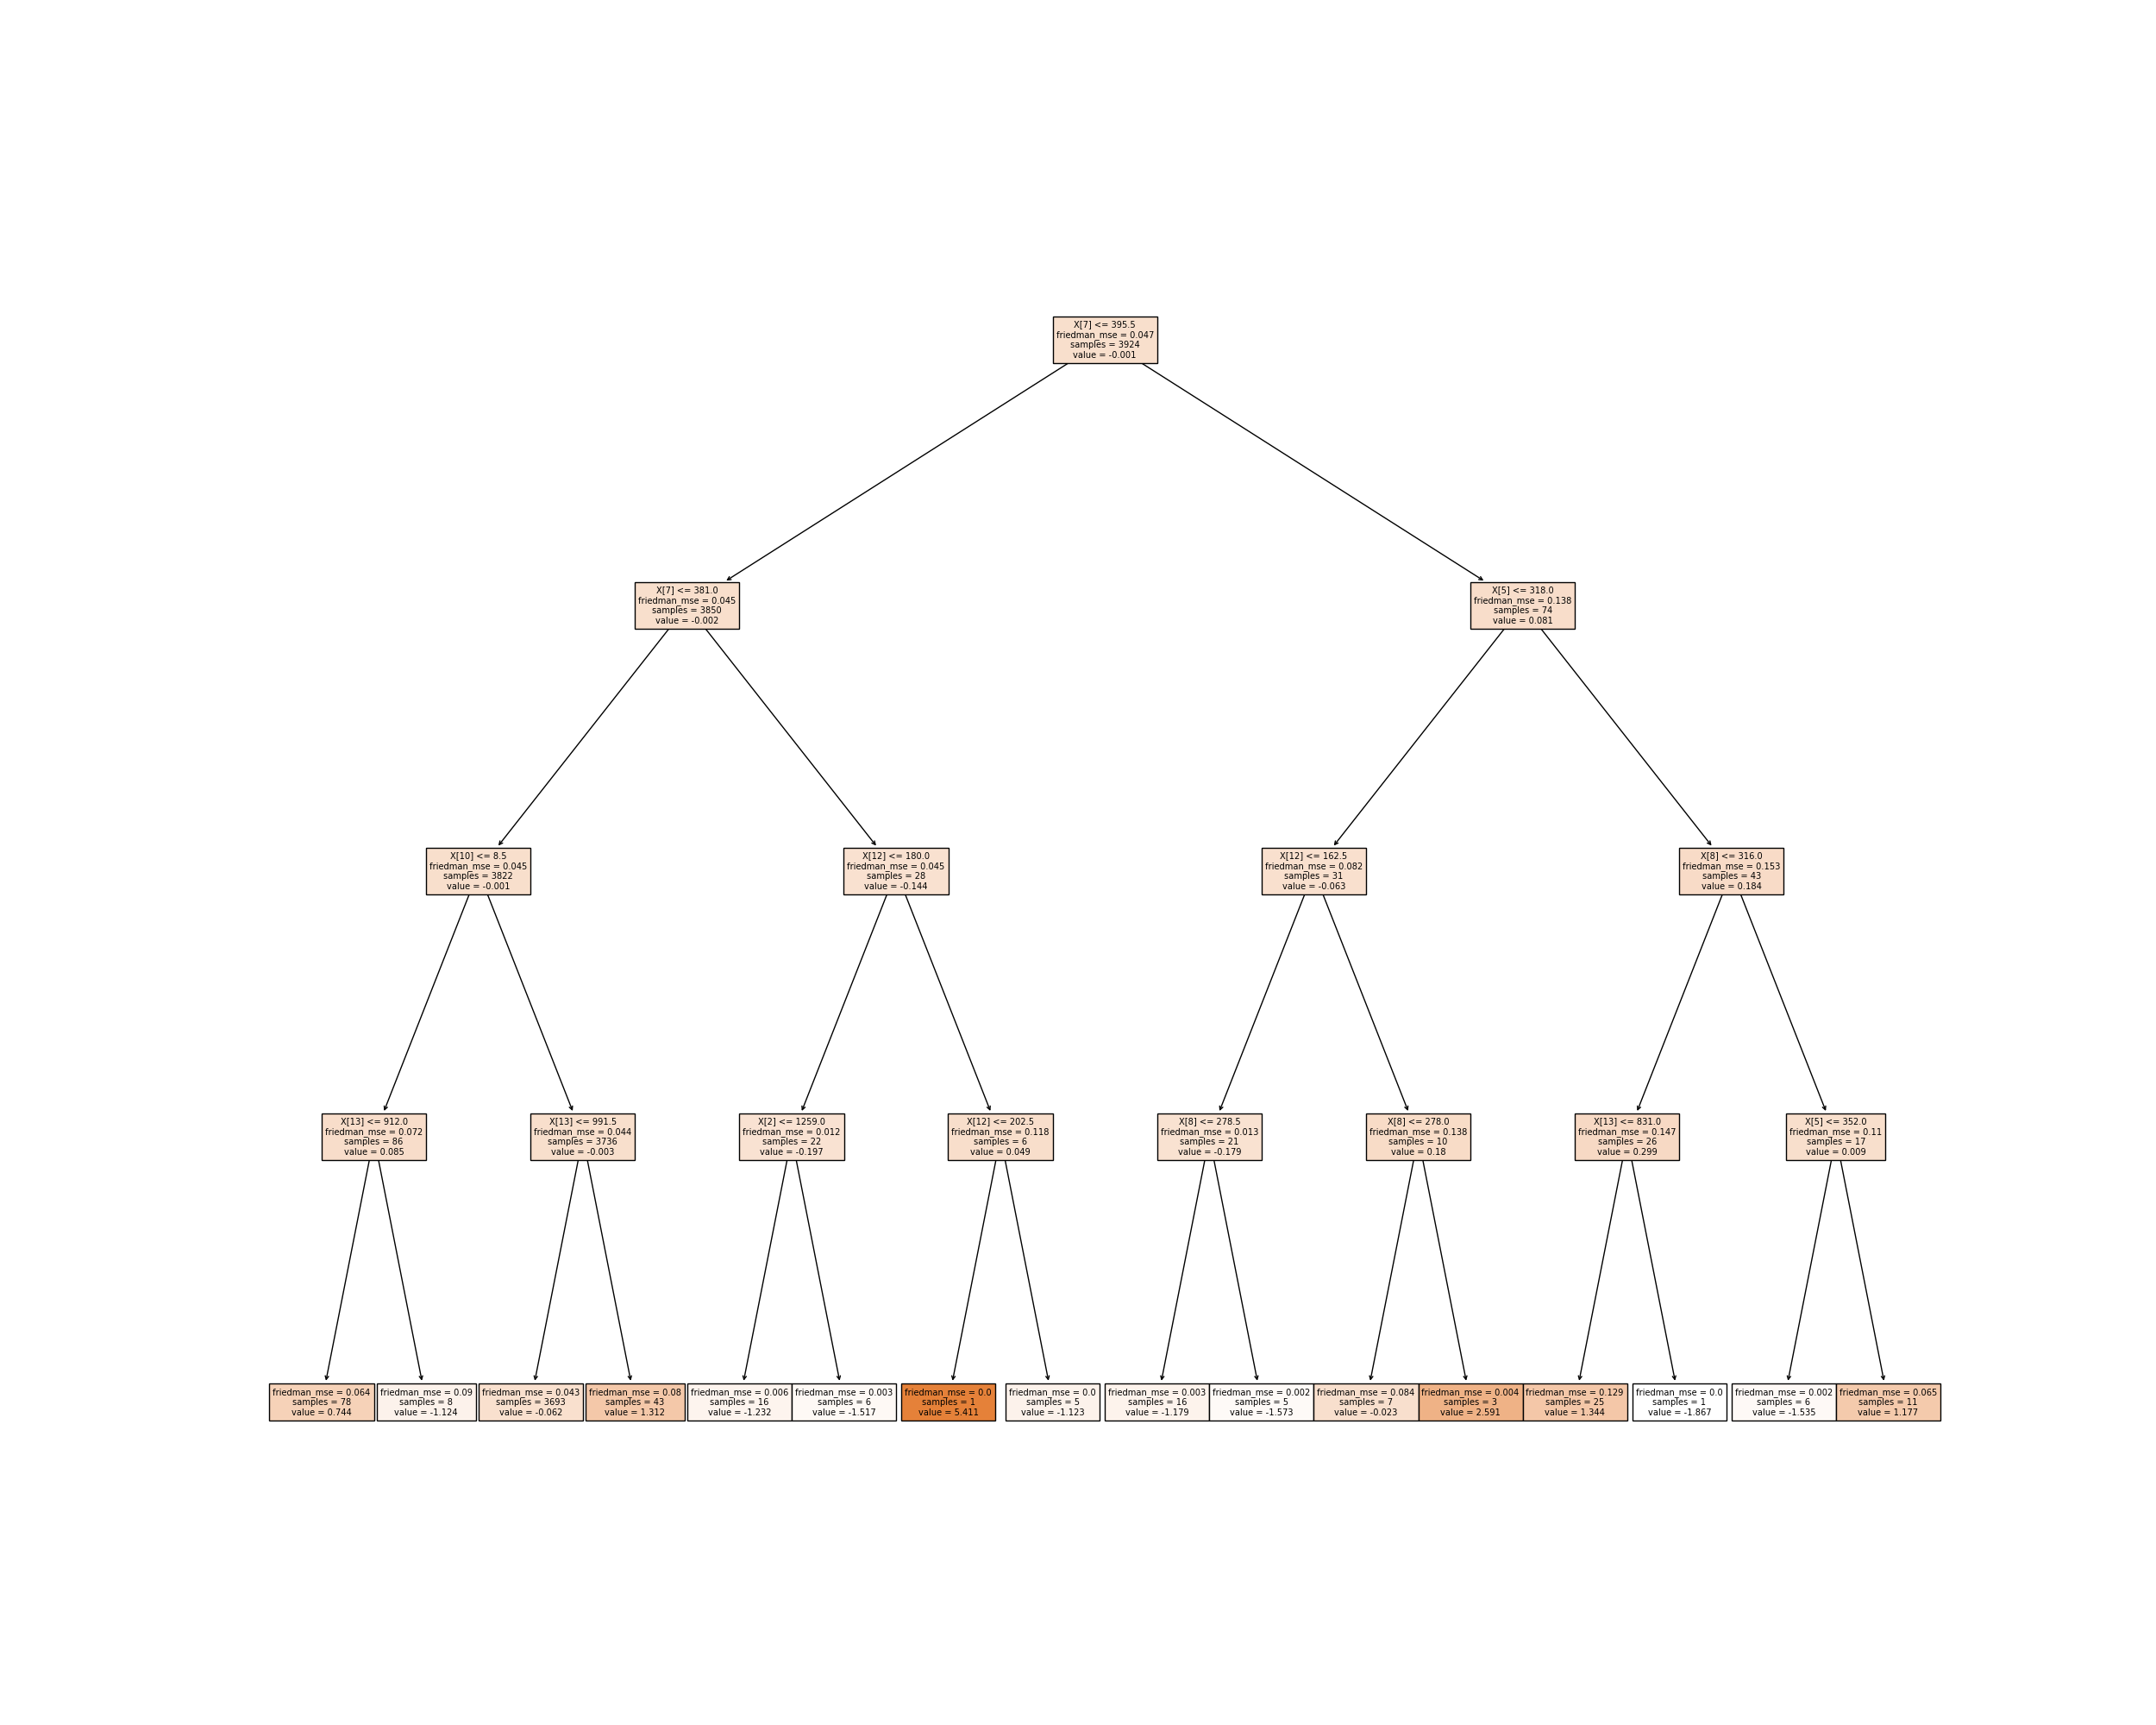 X[7] <= 395.5
friedman_mse = 0.047
samples = 3924
value = -0.001
X[7] <= 381.0
friedman_mse = 0.045
samples = 3850
value = -0.002
X[5] <= 318.0
friedman_mse = 0.138
samples = 74
value = 0.081
X[10] <= 8.5
friedman_mse = 0.045
samples = 3822
value = -0.001
X[12] <= 180.0
friedman_mse = 0.045
samples = 28
value = -0.144
X[12] <= 162.5
friedman_mse = 0.082
samples = 31
value = -0.063
X[8] <= 316.0
friedman_mse = 0.153
samples = 43
value = 0.184
X[13] <= 912.0
friedman_mse = 0.072
samples = 86
value = 0.085
X[13] <= 991.5
friedman_mse = 0.044
samples = 3736
value = -0.003
X[2] <= 1259.0
friedman_mse = 0.012
samples = 22
value = -0.197
X[12] <= 202.5
friedman_mse = 0.118
samples = 6
value = 0.049
X[8] <= 278.5
friedman_mse = 0.013
samples = 21
value = -0.179
X[8] <= 278.0
friedman_mse = 0.138
samples = 10
value = 0.18
X[13] <= 831.0
friedman_mse = 0.147
samples = 26
value = 0.299
X[5] <= 352.0
friedman_mse = 0.11
samples = 17
value = 0.009
friedman_mse = 0.064
samples = 78
value = 0.744
friedman_mse = 0.09
samples = 8
value = -1.124
friedman_mse = 0.043
samples = 3693
value = -0.062
friedman_mse = 0.08
samples = 43
value = 1.312
friedman_mse = 0.006
samples = 16
value = -1.232
friedman_mse = 0.003
samples = 6
value = -1.517
friedman_mse = 0.0
samples = 1
value = 5.411
friedman_mse = 0.0
samples = 5
value = -1.123
friedman_mse = 0.003
samples = 16
value = -1.179
friedman_mse = 0.002
samples = 5
value = -1.573
friedman_mse = 0.084
samples = 7
value = -0.023
friedman_mse = 0.004
samples = 3
value = 2.591
friedman_mse = 0.129
samples = 25
value = 1.344
friedman_mse = 0.0
samples = 1
value = -1.867
friedman_mse = 0.002
samples = 6
value = -1.535
friedman_mse = 0.065
samples = 11
value = 1.177